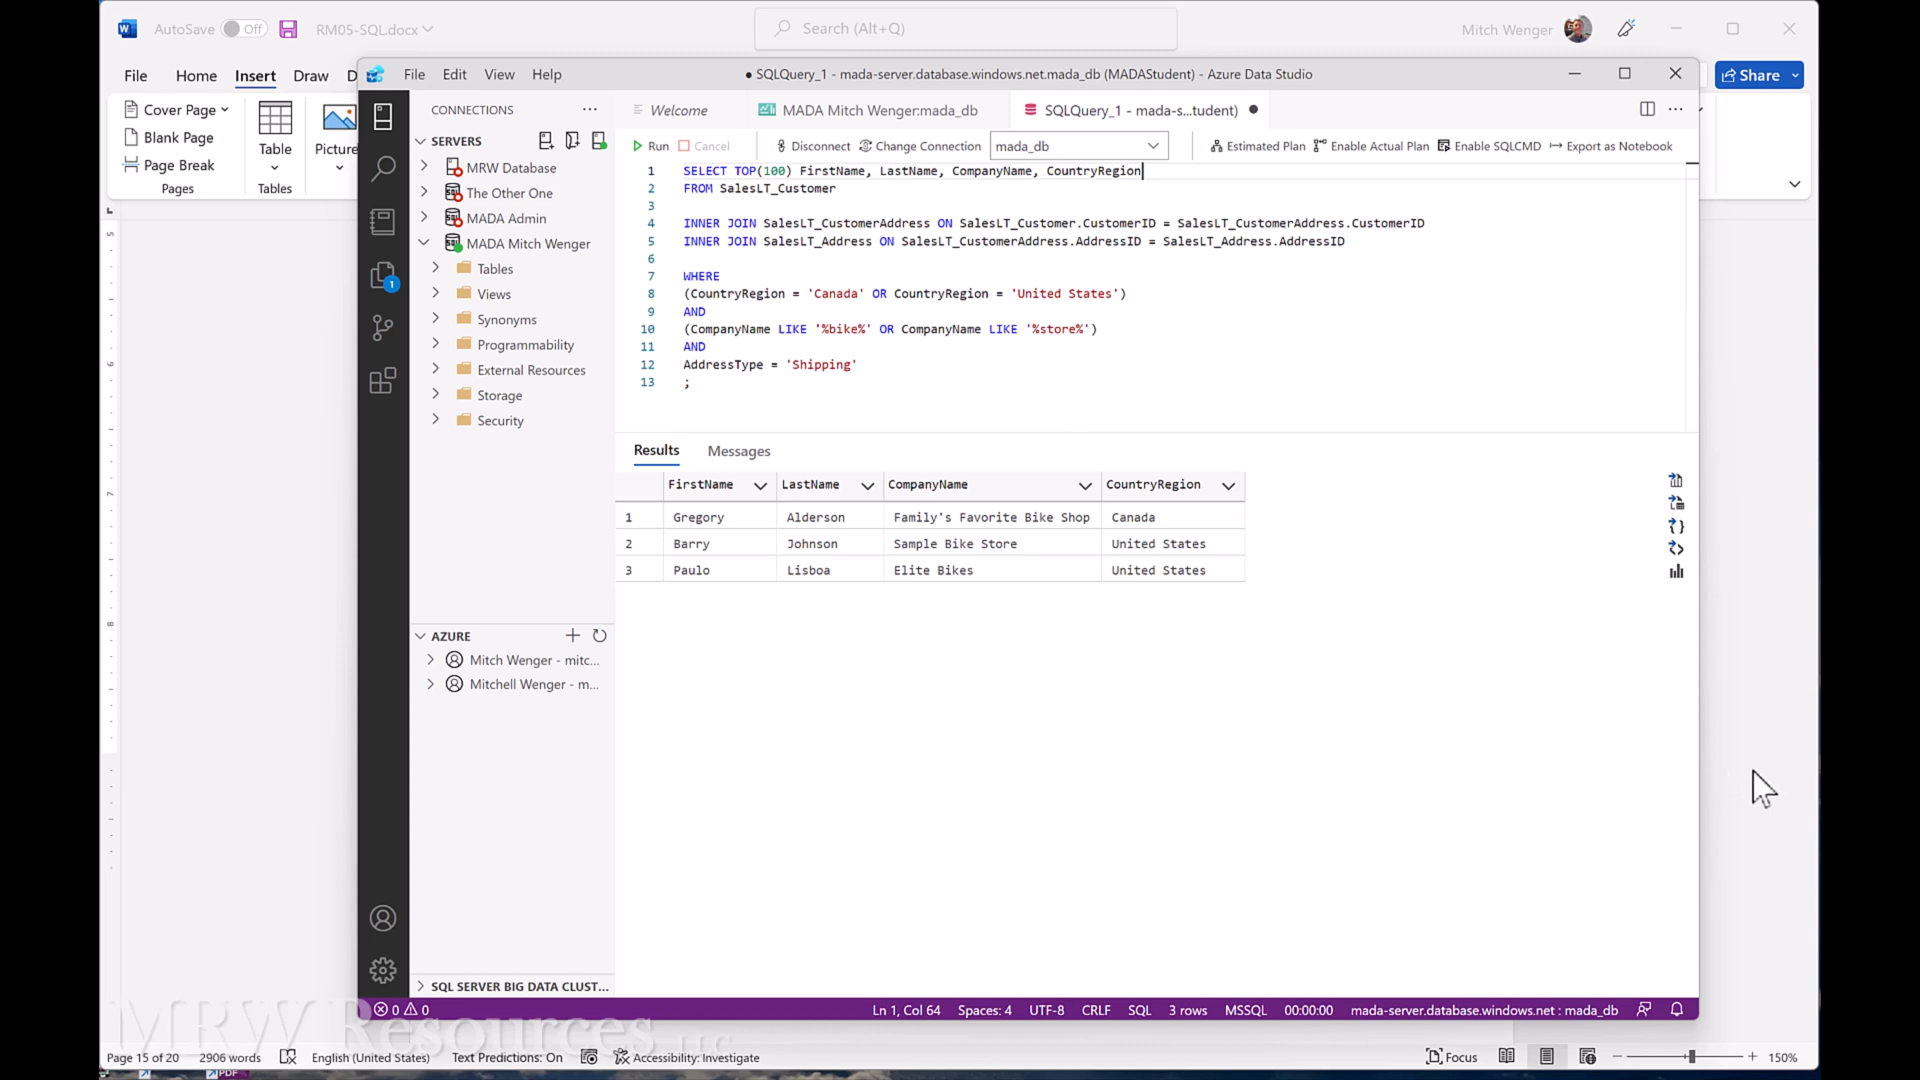 AutoSave Off RM05-SQL.docx Search (Alt+Q) Mitch Wenger
File Home Insert Draw D Share
Cover Page
Blank Page
Page Break
Pages
Table
Tables
Picture
File Edit View Help
● SQLQuery_1 - mada-server.database.windows.net.mada_db (MADAStudent) - Azure Data Studio
CONNECTIONS
Welcome MADA Mitch Wenger:mada_db SQLQuery_1 - mada-s...tudent)
SERVERS
MRW Database
The Other One
MADA Admin
MADA Mitch Wenger
Tables
Views
Synonyms
Programmability
External Resources
Storage
Security
1
Run Cancel Disconnect Change Connection mada_db Estimated Plan Enable Actual Plan Enable SQLCMD Export as Notebook
1 SELECT TOP(100) FirstName, LastName, CompanyName, CountryRegion
2 FROM SalesLT_Customer
3
4 INNER JOIN SalesLT_CustomerAddress ON SalesLT_Customer.CustomerID = SalesLT_CustomerAddress.CustomerID
5 INNER JOIN SalesLT_Address ON SalesLT_CustomerAddress.AddressID = SalesLT_Address.AddressID
6
7 WHERE
8 (CountryRegion = 'Canada' OR CountryRegion = 'United States')
9 AND
10 (CompanyName LIKE '%bike%' OR CompanyName LIKE '%store%')
11 AND
12 AddressType = 'Shipping'
13 ;
Results Messages
FirstName LastName CompanyName CountryRegion
1 Gregory Alderson Family's Favorite Bike Shop Canada
2 Barry Johnson Sample Bike Store United States
3 Paulo Lisboa Elite Bikes United States
AZURE
Mitch Wenger - mitc...
Mitchell Wenger - m...
SQL SERVER BIG DATA CLUST...
0 0 Ln 1, Col 64 Spaces: 4 UTF-8 CRLF SQL 3 rows MSSQL 00:00:00 mada-server.database.windows.net : mada_db
MRW Resources LLC
Page 15 of 20 2906 words English (United States) Text Predictions: On Accessibility: Investigate Focus 150%
PDF